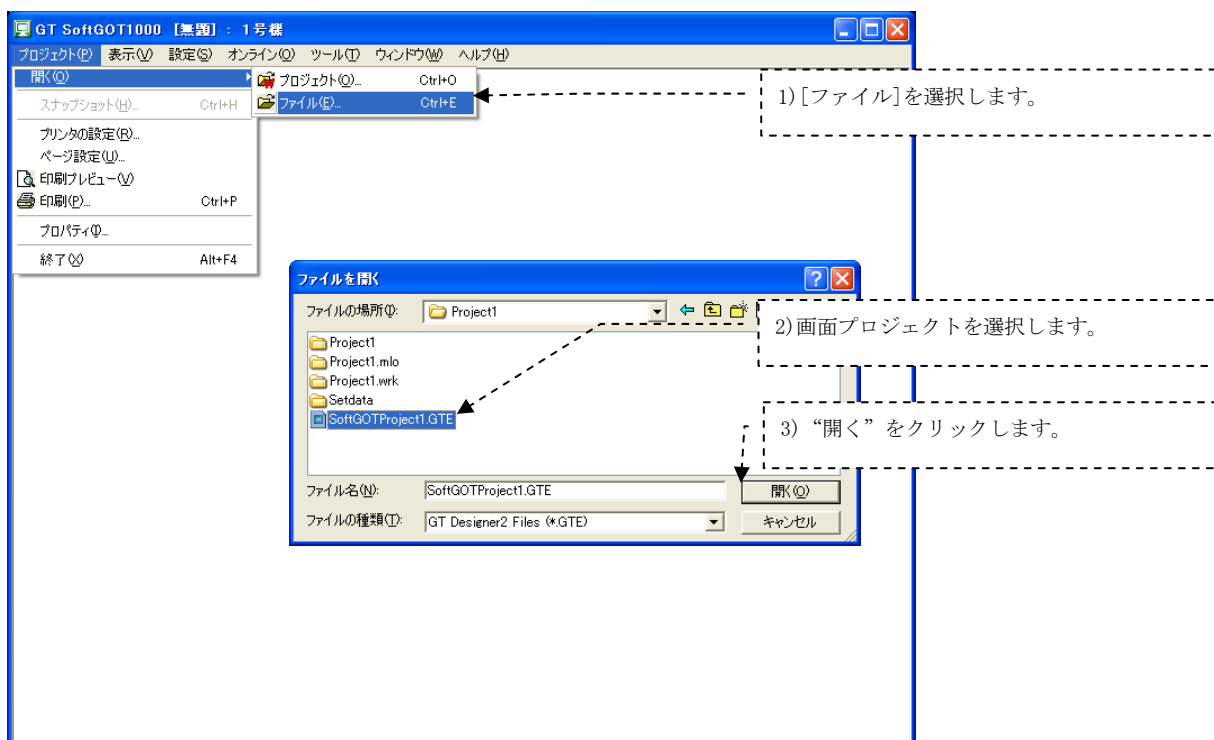 GT SoftGOT1000 [無題] : 1号機
プロジェクト(P) 表示(V) 設定(S) オンライン(O) ツール(T) ウィンドウ(W) ヘルプ(H)
開く(O)
プロジェクト(O)... Ctrl+O
ファイル(E)... Ctrl+E
スナップショット(H)... Ctrl+H
プリンタの設定(R)...
ページ設定(U)...
印刷プレビュー(V)
印刷(P)... Ctrl+P
プロパティ(I)...
終了(X) Alt+F4
1)[ファイル]を選択します。
ファイルを開く
ファイルの場所(I): Project1
Project1
Project1.mlo
Project1.wrk
Setdata
SoftGOTProject1.GTE
2)画面プロジェクトを選択します。
3)“開く”をクリックします。
ファイル名(N): SoftGOTProject1.GTE 開く(O)
ファイルの種類(T): GT Designer2 Files (*.GTE) キャンセル